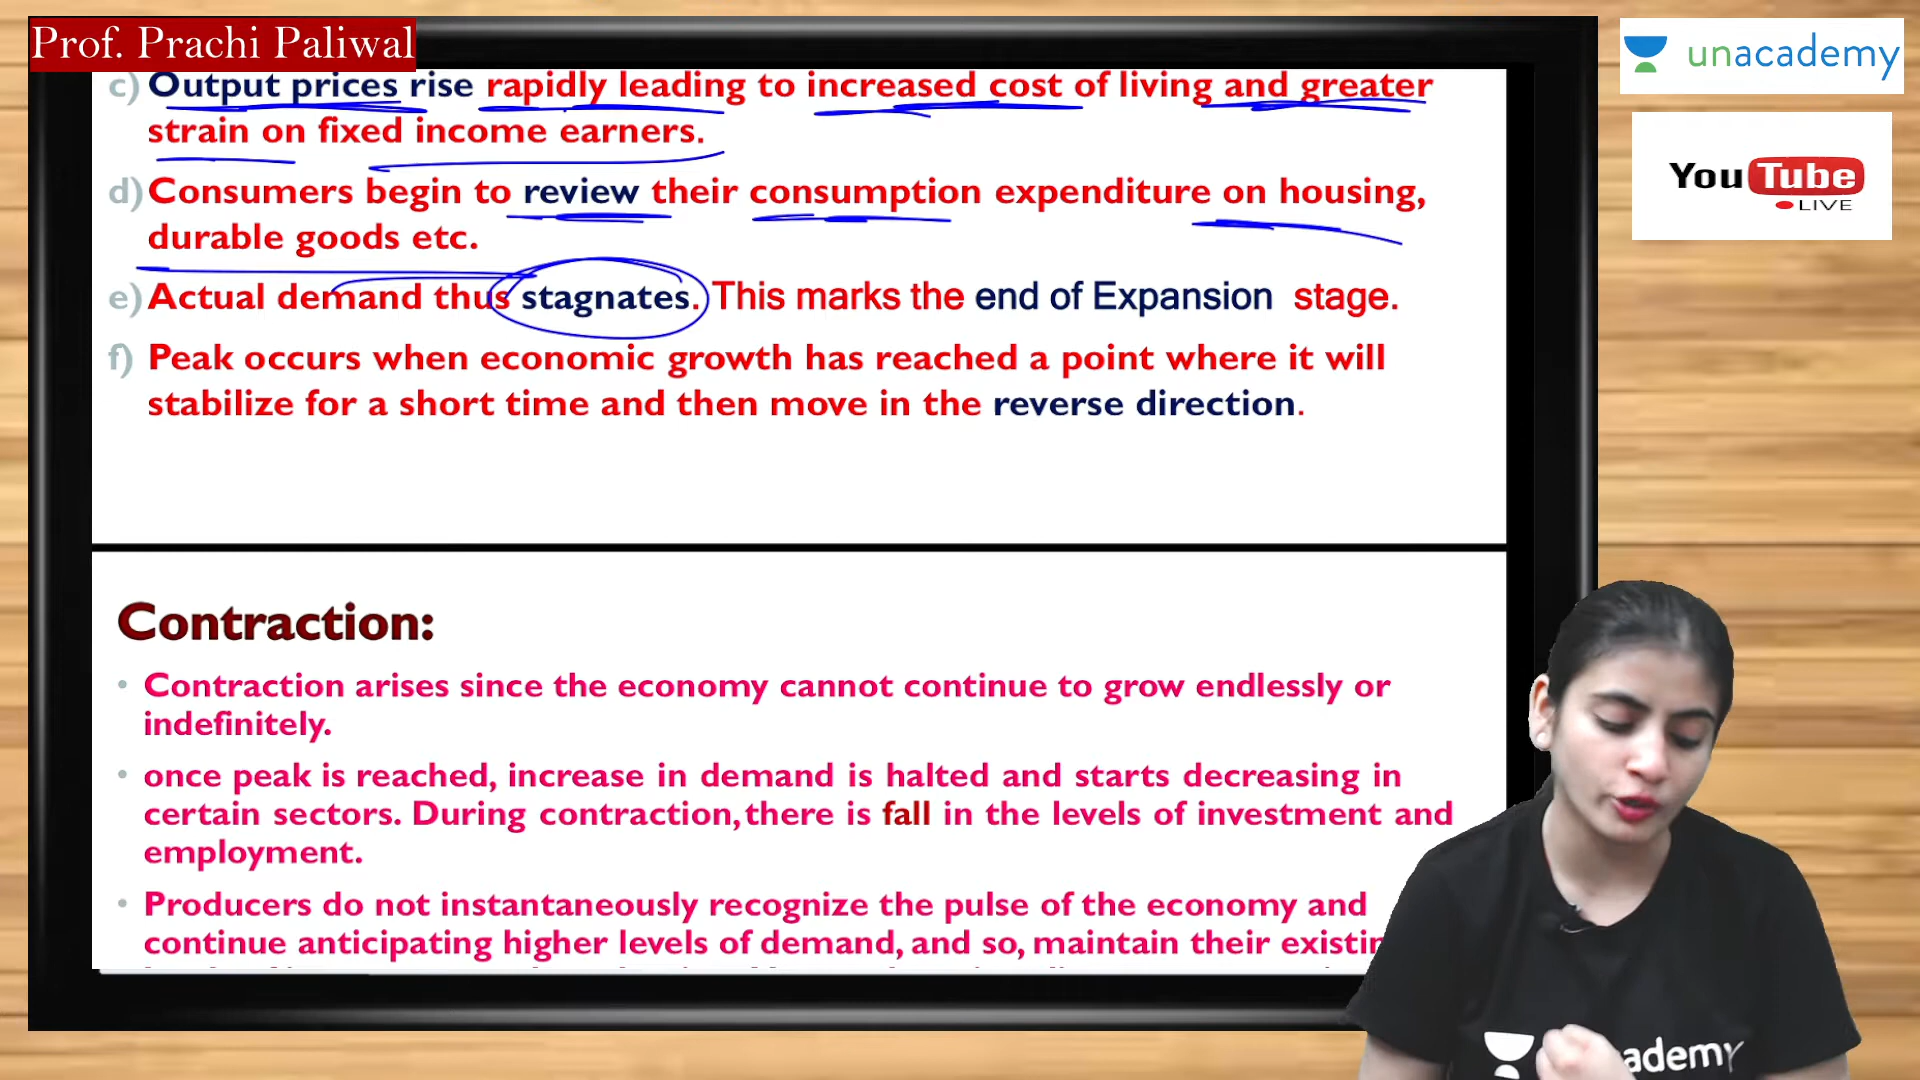 Prof. Prachi Paliwal
unacademy
You Tube
LIVE
c) Output prices rise rapidly leading to increased cost of living and greater
strain on fixed income earners.
d) Consumers begin to review their consumption expenditure on housing,
durable goods etc.
e) Actual demand thus stagnates. This marks the end of Expansion stage.
f) Peak occurs when economic growth has reached a point where it will
stabilize for a short time and then move in the reverse direction.
Contraction:
• Contraction arises since the economy cannot continue to grow endlessly or
indefinitely.
• once peak is reached, increase in demand is halted and starts decreasing in
certain sectors. During contraction, there is fall in the levels of investment and
employment.
• Producers do not instantaneously recognize the pulse of the economy and
continue anticipating higher levels of demand, and so, maintain their
ademy